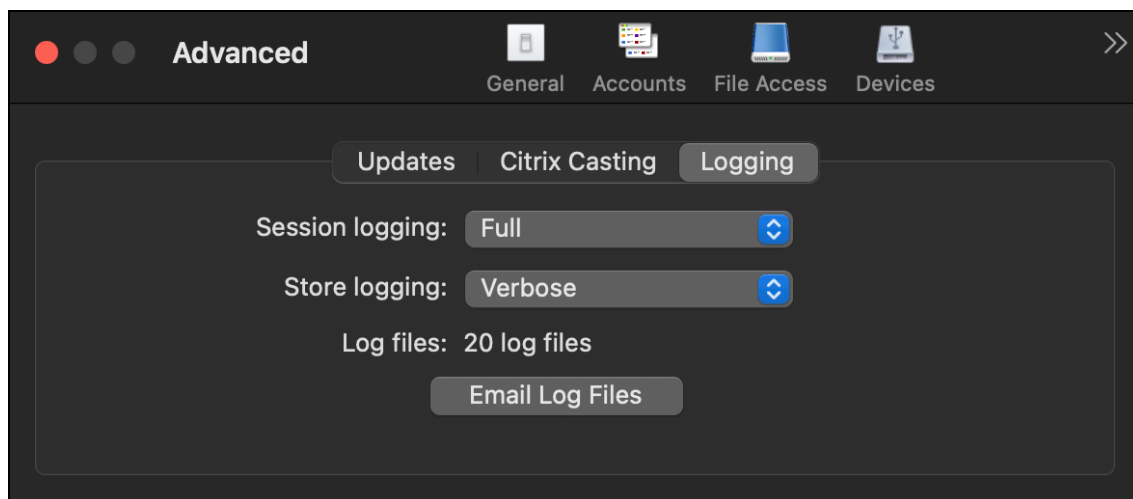 Advanced
General Accounts File Access Devices
Updates Citrix Casting Logging
Session logging: Full
Store logging: Verbose
Log files: 20 log files
Email Log Files